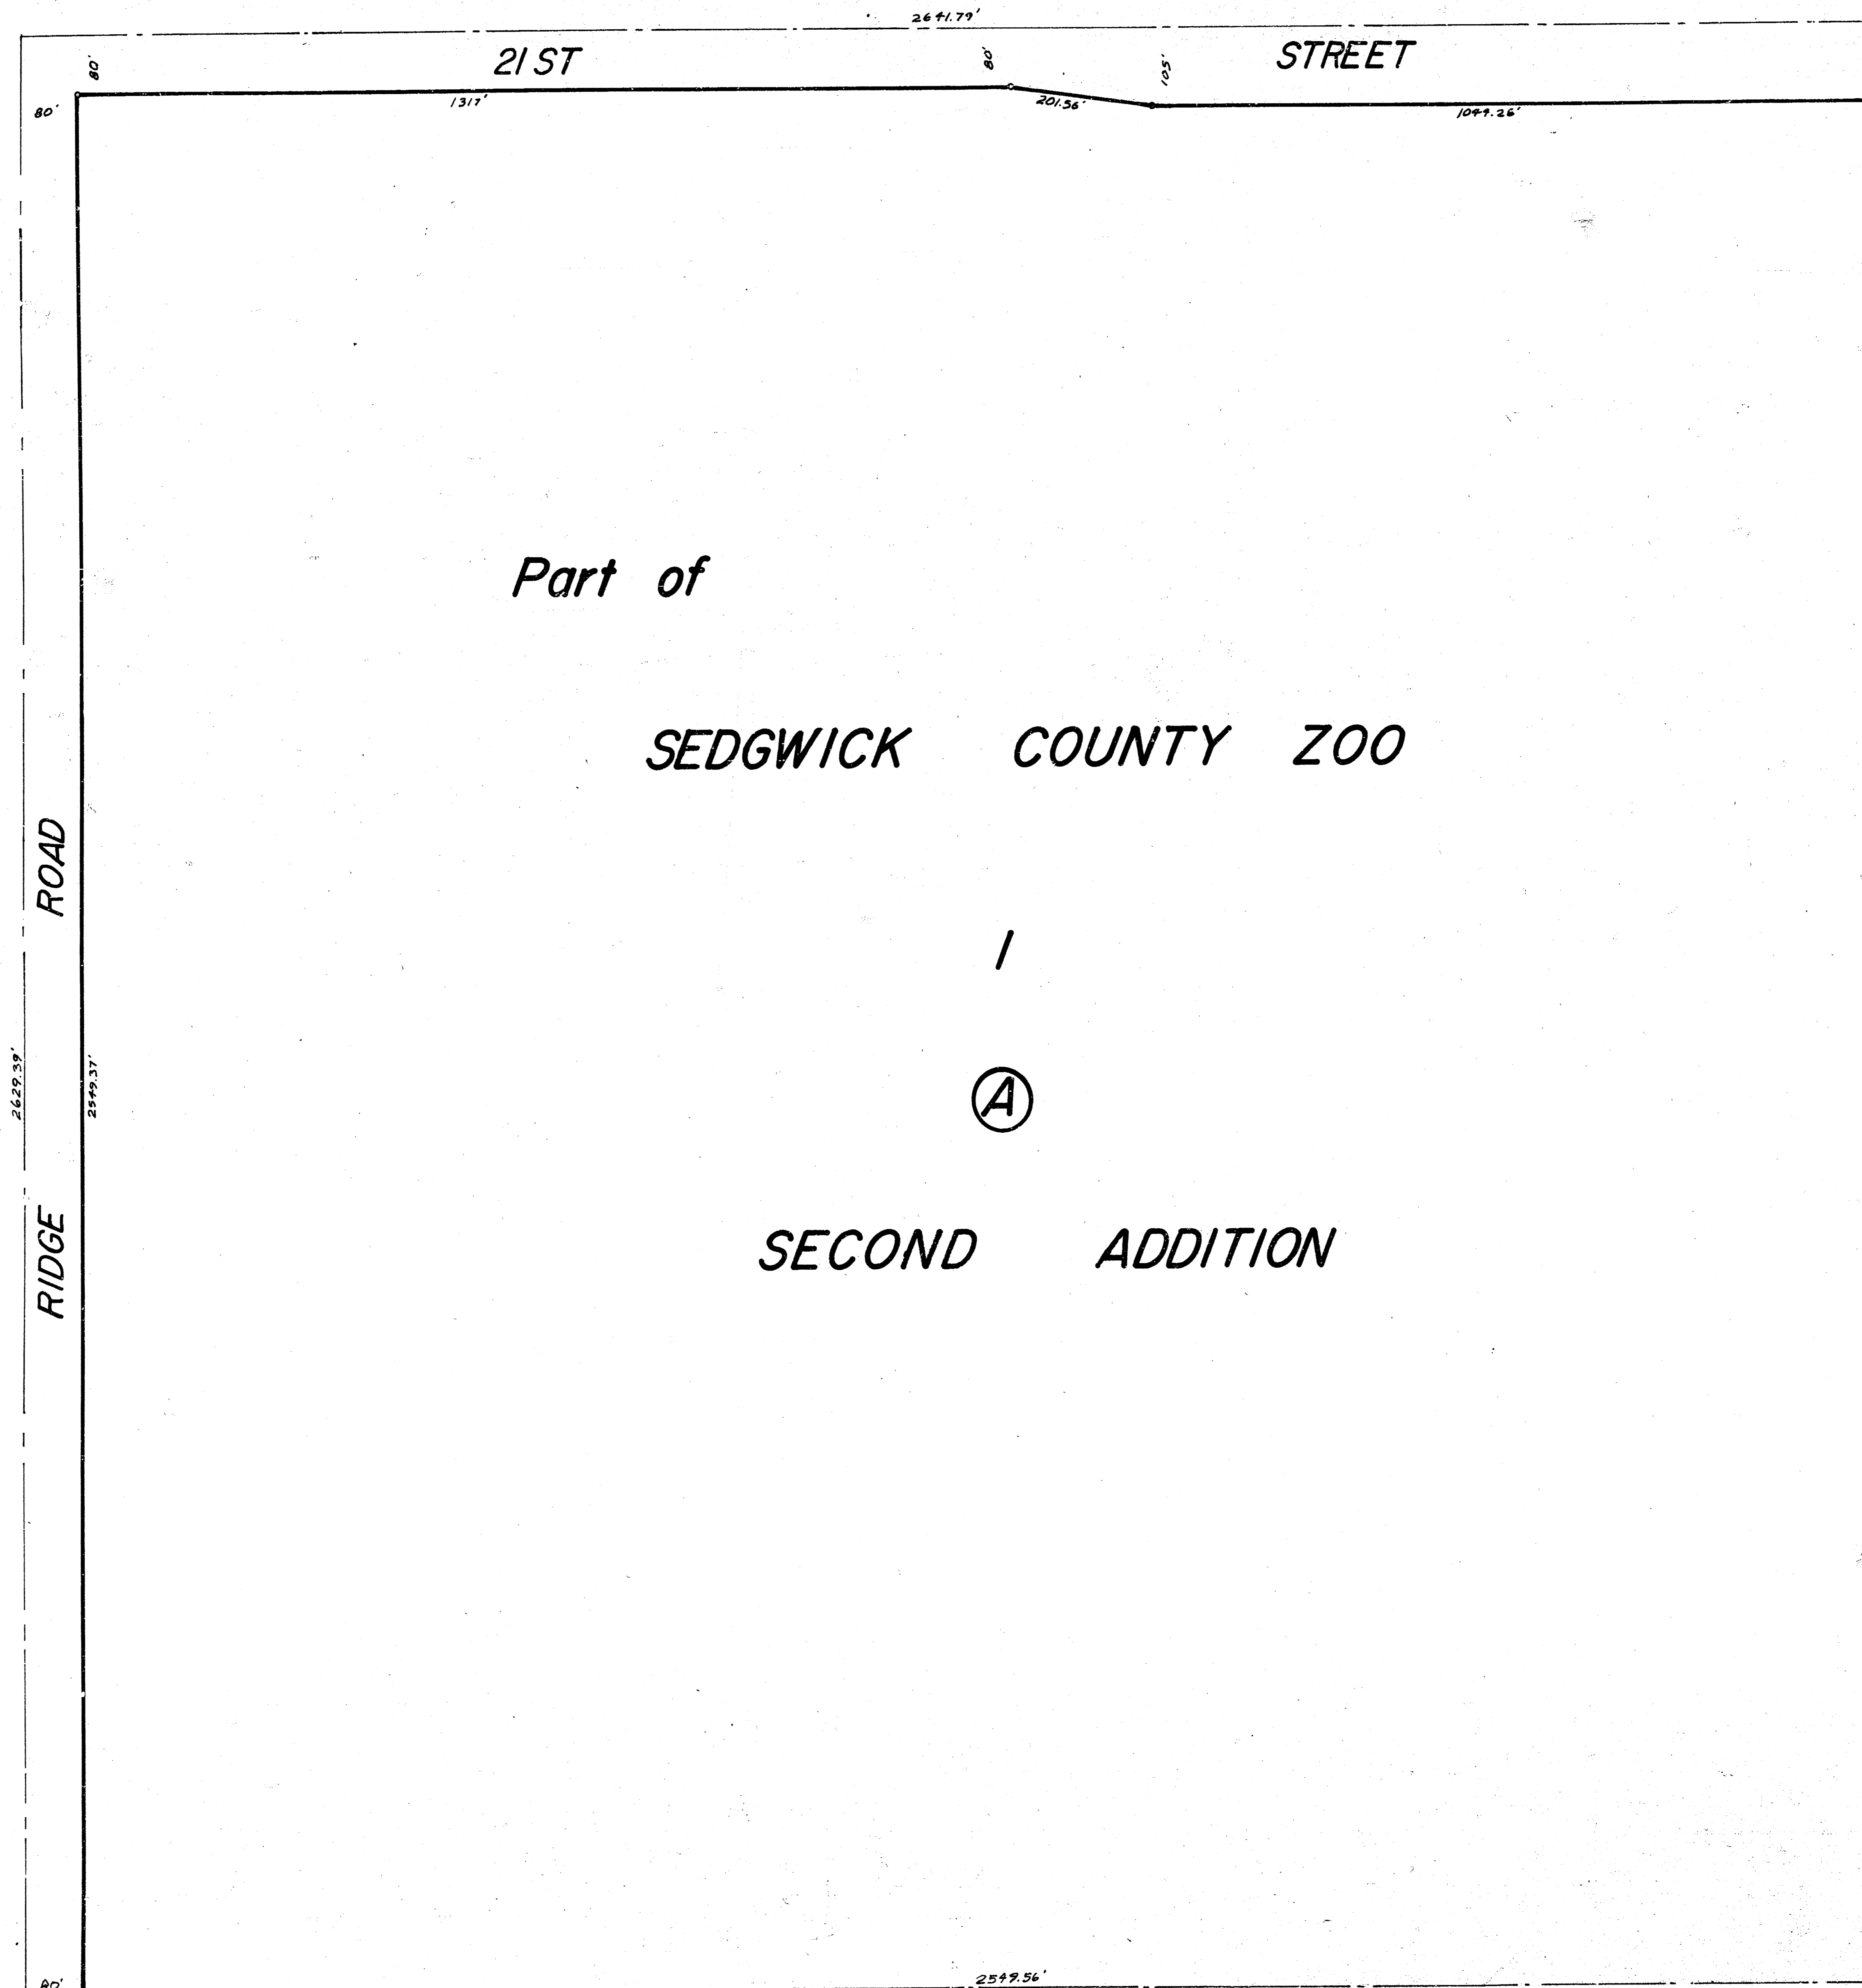 2641.79'
21 ST STREET
80' 80' 105'
80' 1317' 201.56' 1044.26'
Part of
SEDGWICK COUNTY ZOO
RIDGE ROAD
1
2629.39' 2549.37'
A
SECOND ADDITION
2549.56'
80'